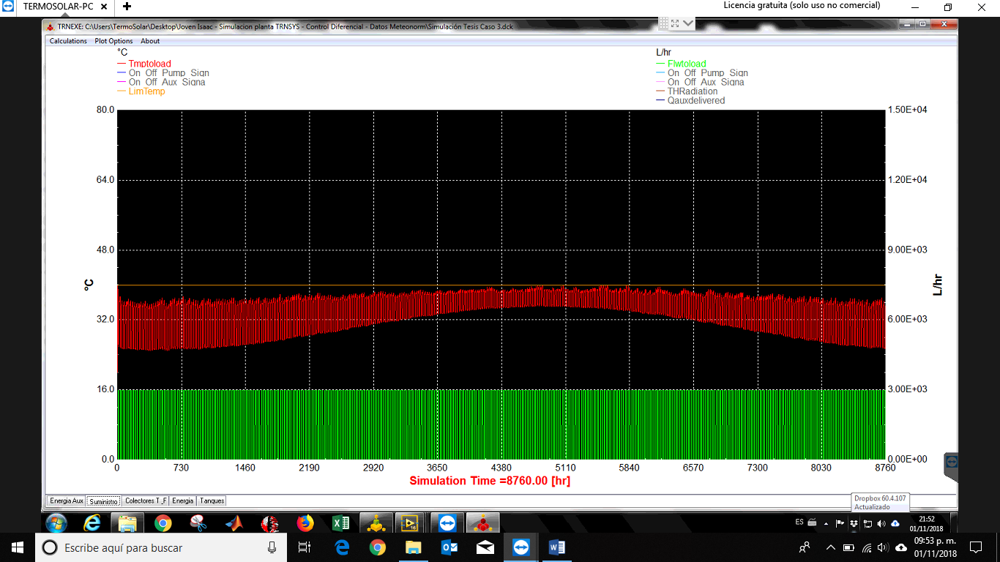 TERMOSOLAR-PC
Licencia gratuita (solo uso no comercial)
TRNEXE: C:\Users\TermoSolar\Desktop\Joven Isaac - Simulacion planta TRNSYS - Control Diferencial - Datos Meteonorm\Simulación Tesis Caso 3.dck
Calculations Plot Options About
°C
Tmptoload
On Off Pump Sign
On Off Aux Signa
LimTemp
L/hr
Flwtoload
On Off Pump Sign
On Off Aux Signa
THRadiation
Qauxdelivered
80.0
64.0
48.0
32.0
16.0
0.0
°C
1.50E+04
1.20E+04
9.00E+03
6.00E+03
3.00E+03
0.00E+00
L/hr
0 730 1460 2190 2920 3650 4380 5110 5840 6570 7300 8030 8760
Simulation Time =8760.00 [hr]
Energia Aux Suministro Colectores T_F Energia Tanques
Dropbox 60.4.107
Actualizado
ES
21:52
01/11/2018
Escribe aquí para buscar
09:53 p. m.
01/11/2018